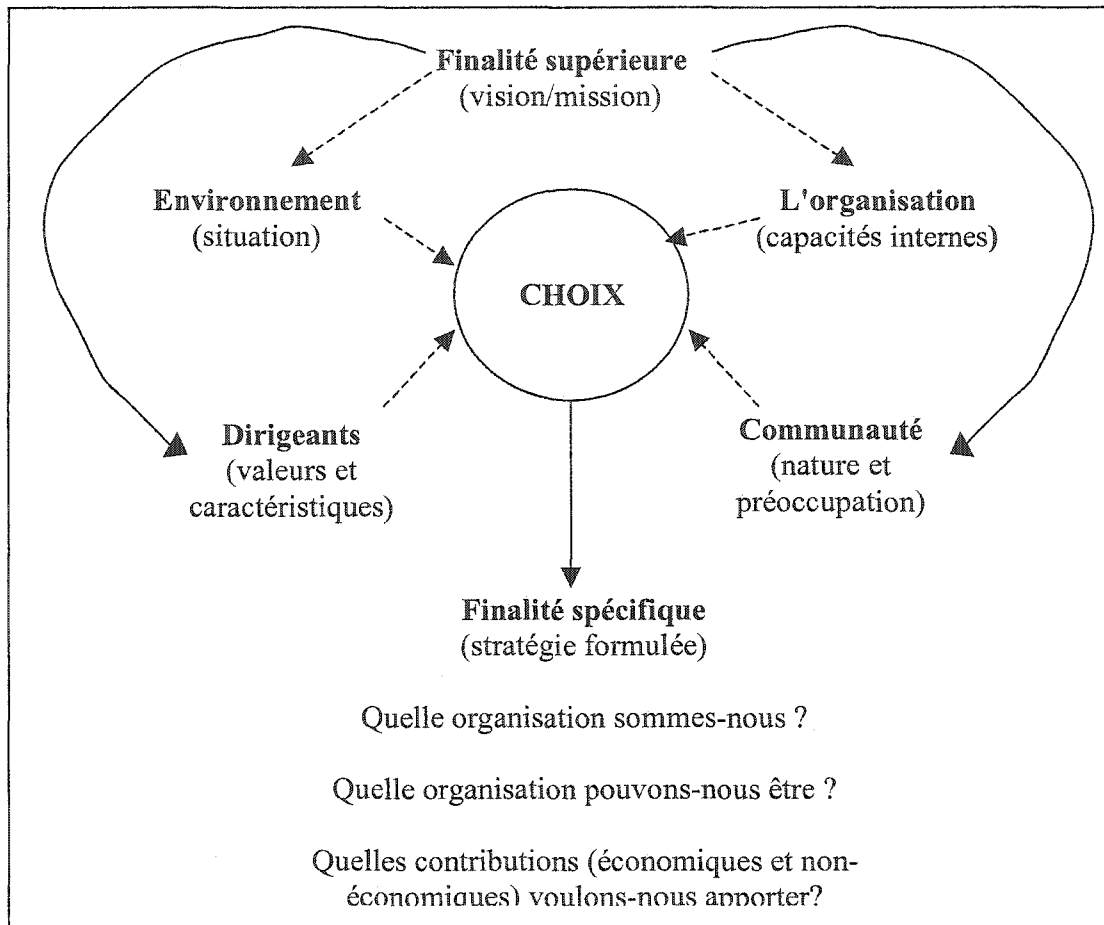 Finalité supérieure
(vision/mission)
Environnement
(situation)
L'organisation
(capacités internes)
CHOIX
Dirigeants
(valeurs et
caractéristiques)
Communauté
(nature et
préoccupation)
Finalité spécifique
(stratégie formulée)
Quelle organisation sommes-nous ?
Quelle organisation pouvons-nous être ?
Quelles contributions (économiques et non-
économiques) voulons-nous apporter?